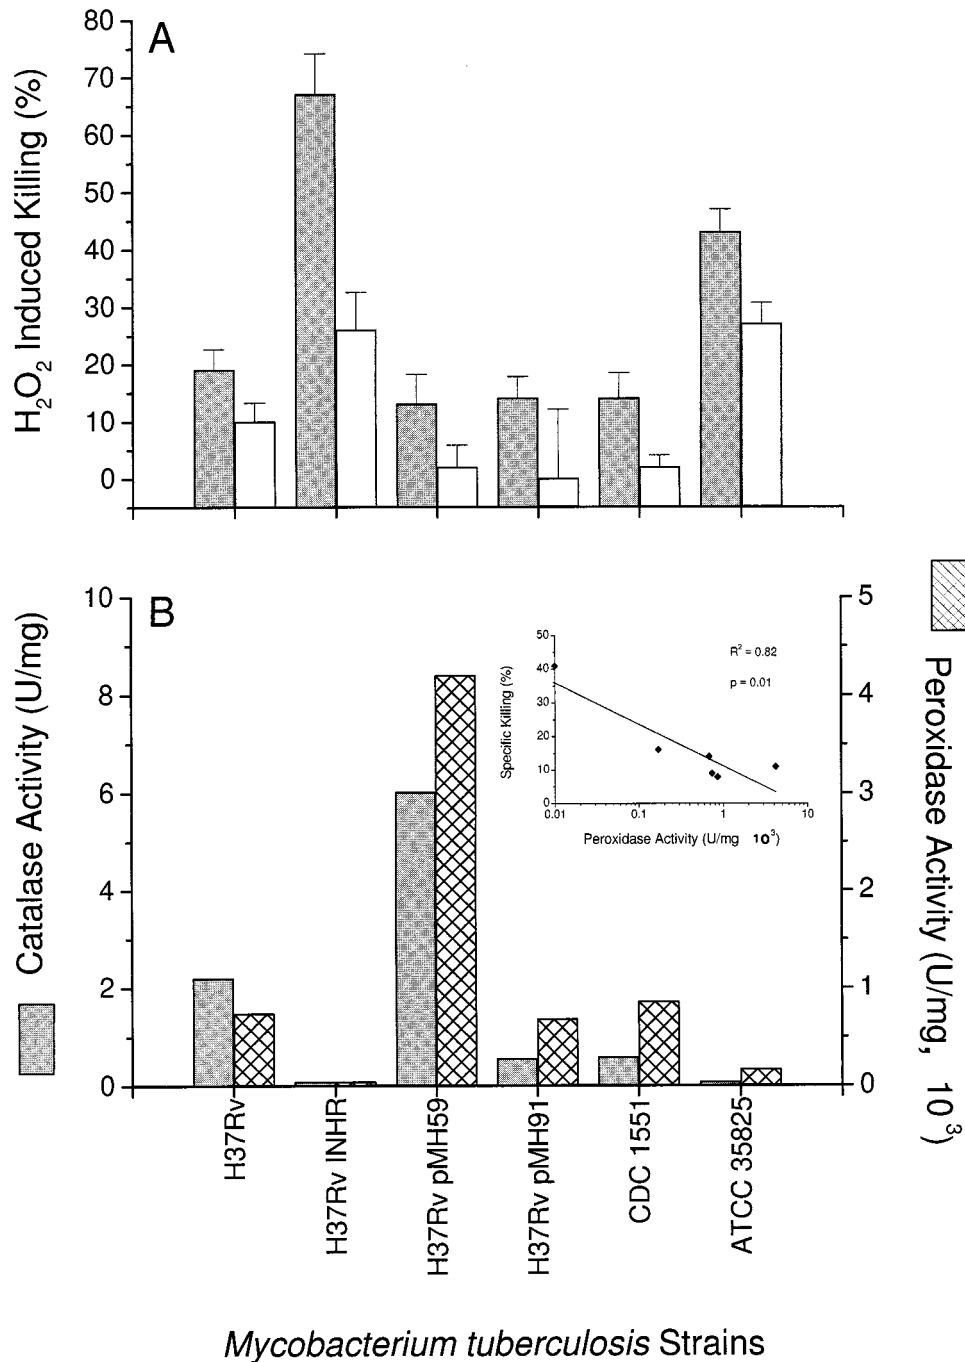 A
H2O2 Induced Killing (%)
80
70
60
50
40
30
20
10
0
B
Catalase Activity (U/mg)
10
8
6
4
2
0
Peroxidase Activity (U/mg, 10³)
5
4
3
2
1
0
Specific Killing (%)
50
40
30
20
10
0
R² = 0.82
p = 0.01
0.01 0.1 1 10
Peroxidase Activity (U/mg 10³)
H37Rv
H37Rv INHR
H37Rv pMH59
H37Rv pMH91
CDC 1551
ATCC 35825
Mycobacterium tuberculosis Strains